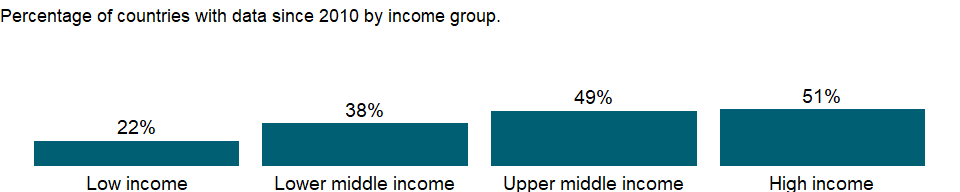 Percentage of countries with data since 2010 by income group.
22%
38%
49%
51%
Low income
Lower middle income
Upper middle income
High income